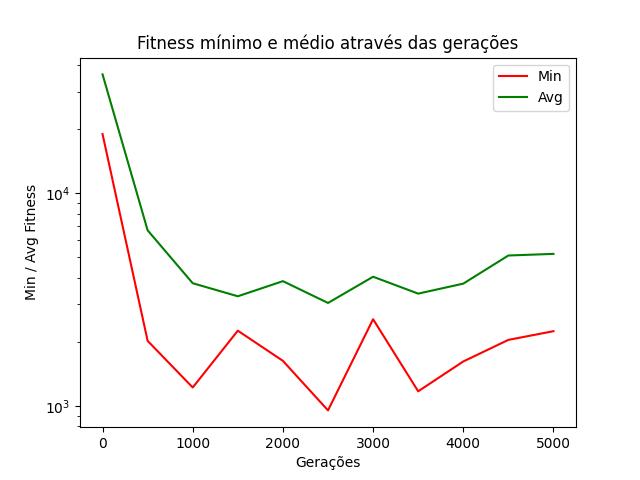 Fitness mínimo e médio através das gerações
Min
Avg
Min / Avg Fitness
10⁴
10³
0 1000 2000 3000 4000 5000
Gerações